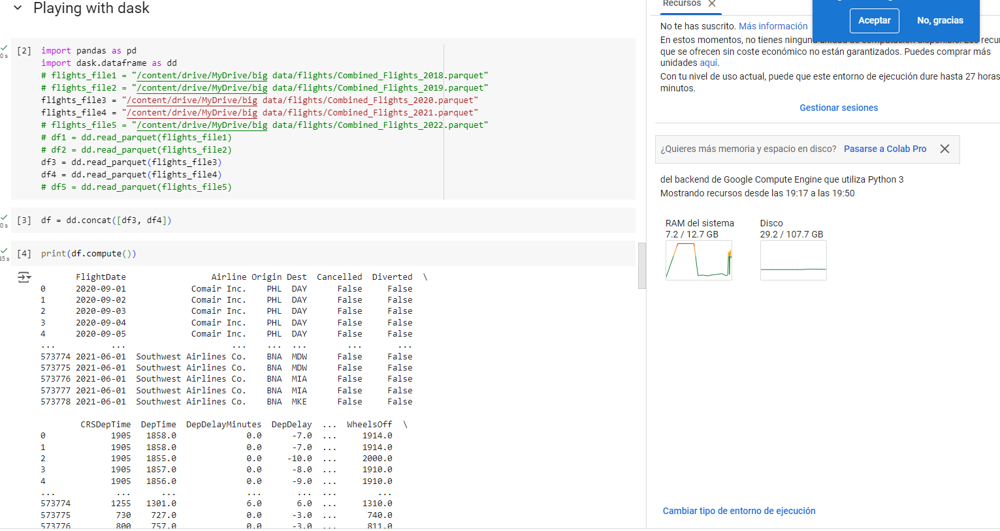 Playing with dask
[2] import pandas as pd
0 s
import dask.dataframe as dd
# flights_file1 = "/content/drive/MyDrive/big data/flights/Combined_Flights_2018.parquet"
# flights_file2 = "/content/drive/MyDrive/big data/flights/Combined_Flights_2019.parquet"
flights_file3 = "/content/drive/MyDrive/big data/flights/Combined_Flights_2020.parquet"
flights_file4 = "/content/drive/MyDrive/big data/flights/Combined_Flights_2021.parquet"
# flights_file5 = "/content/drive/MyDrive/big data/flights/Combined_Flights_2022.parquet"
# df1 = dd.read_parquet(flights_file1)
# df2 = dd.read_parquet(flights_file2)
df3 = dd.read_parquet(flights_file3)
df4 = dd.read_parquet(flights_file4)
# df5 = dd.read_parquet(flights_file5)
[3] df = dd.concat([df3, df4])
0 s
[4] print(df.compute())
45 s
FlightDate Airline Origin Dest Cancelled Diverted \
0 2020-09-01 Comair Inc. PHL DAY False False
1 2020-09-02 Comair Inc. PHL DAY False False
2 2020-09-03 Comair Inc. PHL DAY False False
3 2020-09-04 Comair Inc. PHL DAY False False
4 2020-09-05 Comair Inc. PHL DAY False False
... ... ... ... ... ... ...
573774 2021-06-01 Southwest Airlines Co. BNA MDW False False
573775 2021-06-01 Southwest Airlines Co. BNA MDW False False
573776 2021-06-01 Southwest Airlines Co. BNA MIA False False
573777 2021-06-01 Southwest Airlines Co. BNA MIA False False
573778 2021-06-01 Southwest Airlines Co. BNA MKE False False
CRSDepTime DepTime DepDelayMinutes DepDelay ... WheelsOff \
0 1905 1858.0 0.0 -7.0 ... 1914.0
1 1905 1858.0 0.0 -7.0 ... 1914.0
2 1905 1855.0 0.0 -10.0 ... 2000.0
3 1905 1857.0 0.0 -8.0 ... 1910.0
4 1905 1856.0 0.0 -9.0 ... 1910.0
... ... ... ... ... ... ...
573774 1255 1301.0 6.0 6.0 ... 1310.0
573775 730 727.0 0.0 -3.0 ... 740.0
573776 800 757.0 0.0 -3.0 ... 811.0
Recursos
Aceptar No, gracias
No te has suscrito. Más información
En estos momentos, no tienes ninguna unidad de computación disponible. Los recur
que se ofrecen sin coste económico no están garantizados. Puedes comprar más
unidades aquí.
Con tu nivel de uso actual, puede que este entorno de ejecución dure hasta 27 horas
minutos.
Gestionar sesiones
¿Quieres más memoria y espacio en disco? Pasarse a Colab Pro
del backend de Google Compute Engine que utiliza Python 3
Mostrando recursos desde las 19:17 a las 19:50
RAM del sistema
7.2 / 12.7 GB
Disco
29.2 / 107.7 GB
Cambiar tipo de entorno de ejecución